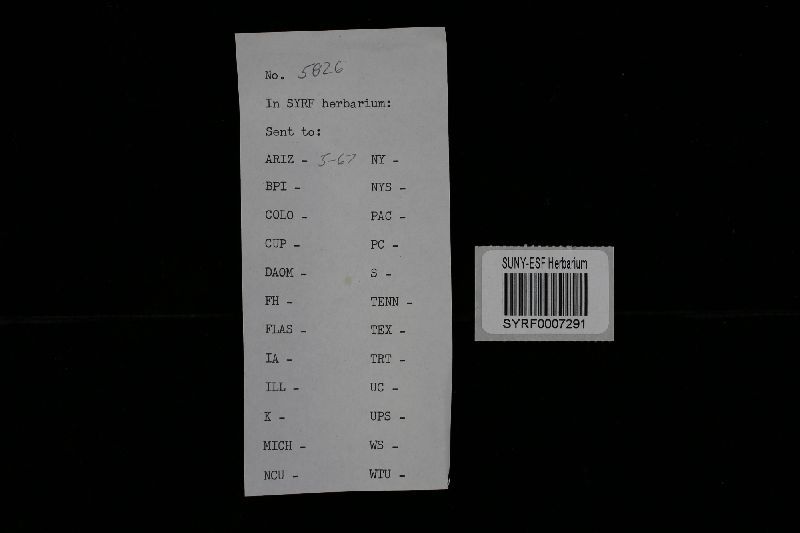 No. 5826
In SYRF herbarium:
Sent to:
ARIZ - 5-67 NY -
BPI - NYS -
COLO - PAC -
CUP - PC -
DAOM - S -
FH - TENN -
FLAS - TEX -
IA - TRT -
ILL - UC -
K - UPS -
MICH - WS -
NCU - WTU -
SUNY-ESF Herbarium
SYRF0007291